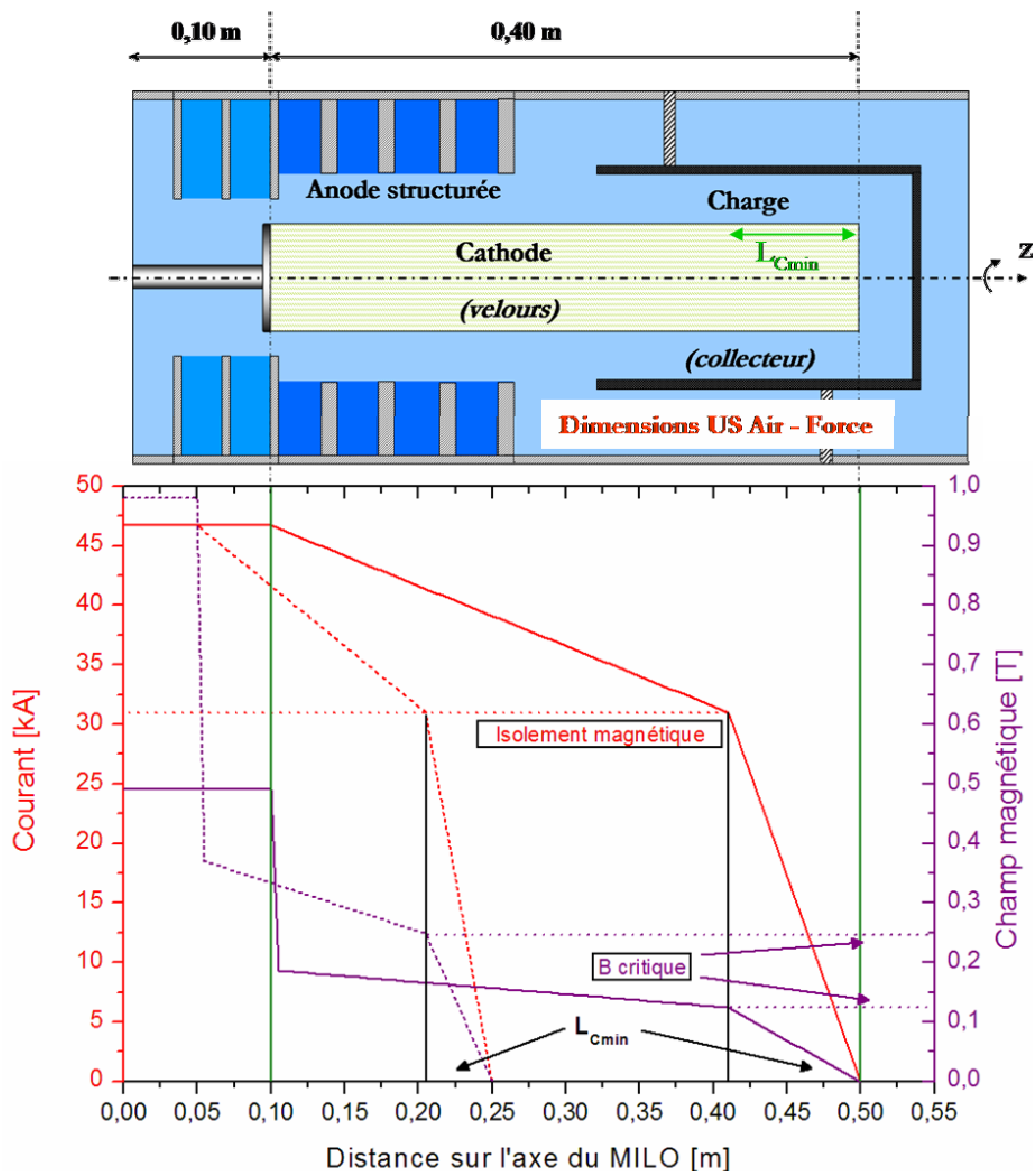 0,10 m
0,40 m
Anode structurée
Charge
Cathode
L_Cmin
z
(velours)
(collecteur)
Dimensions US Air - Force
50
45
40
35
30
25
20
15
10
5
0
Courant [kA]
1,0
0,9
0,8
0,7
0,6
0,5
0,4
0,3
0,2
0,1
0,0
Champ magnétique [T]
Isolement magnétique
B critique
L_Cmin
0,00 0,05 0,10 0,15 0,20 0,25 0,30 0,35 0,40 0,45 0,50 0,55
Distance sur l'axe du MILO [m]